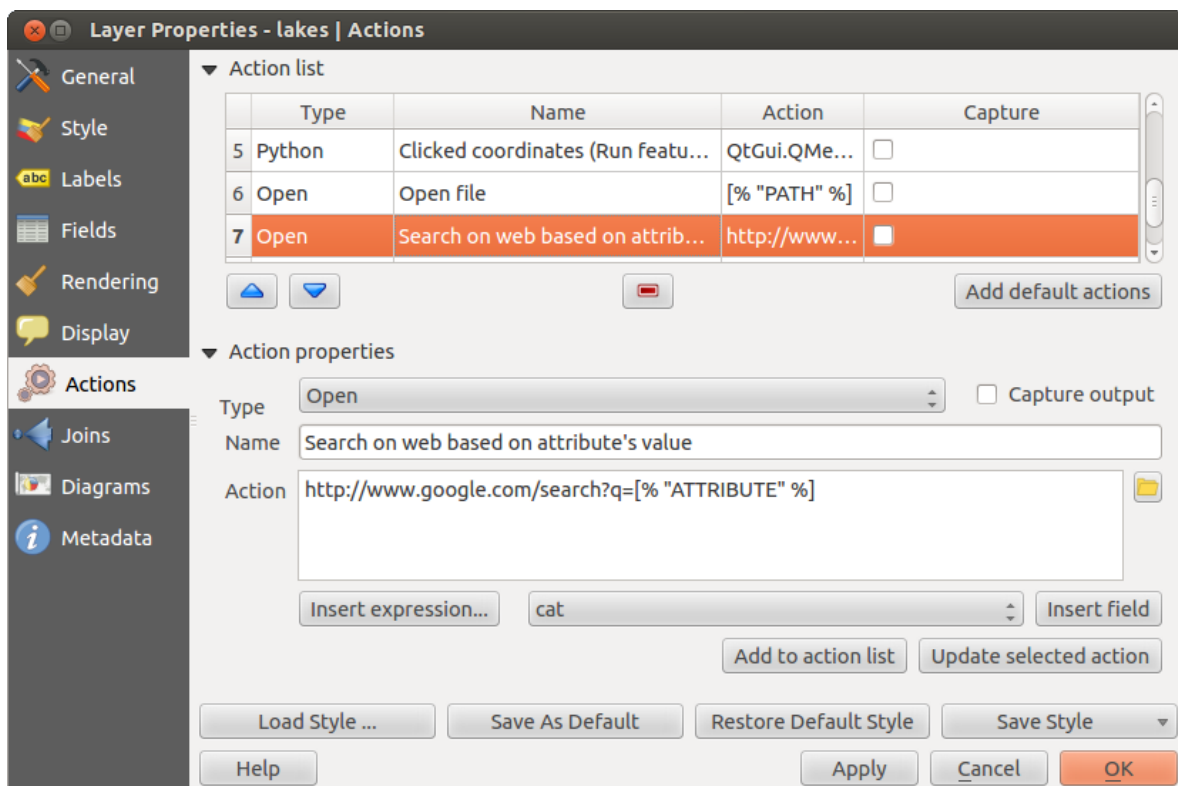 Layer Properties - lakes | Actions
General
Style
abc Labels
Fields
Rendering
Display
Actions
Joins
Diagrams
Metadata
Action list
Type Name Action Capture
5 Python Clicked coordinates (Run featu... QtGui.QMe...
6 Open Open file [% "PATH" %]
7 Open Search on web based on attrib... http://www...
Add default actions
Action properties
Type Open Capture output
Name Search on web based on attribute's value
Action http://www.google.com/search?q=[% "ATTRIBUTE" %]
Insert expression... cat Insert field
Add to action list Update selected action
Load Style ... Save As Default Restore Default Style Save Style
Help Apply Cancel OK